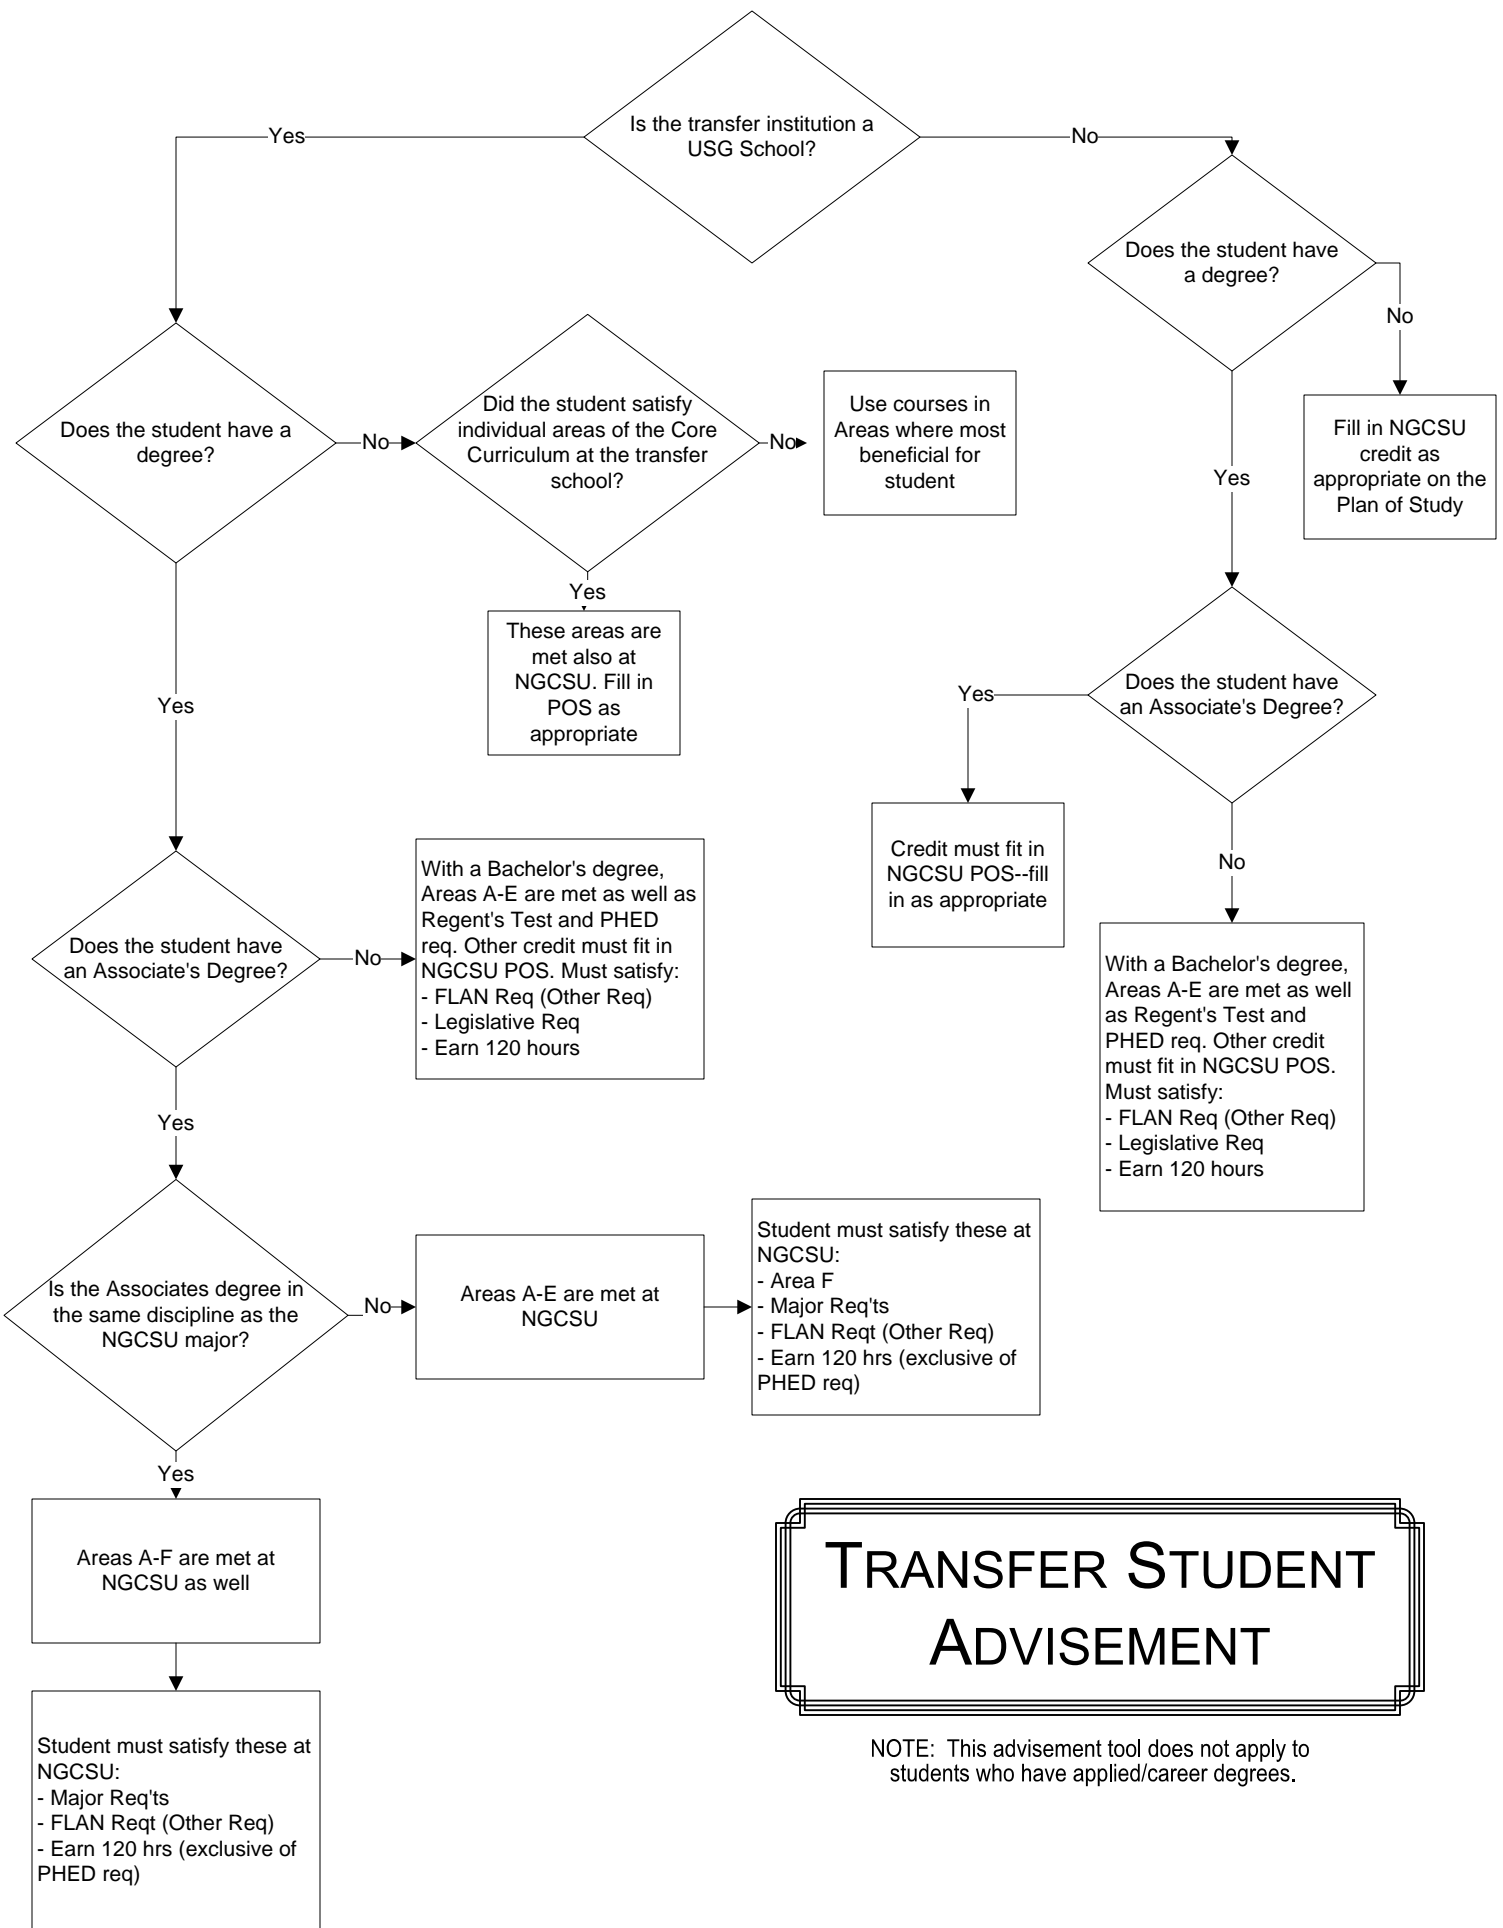 Is the transfer institution a
USG School?
Yes
No
Does the student have
a degree?
No
Fill in NGCSU
credit as
appropriate on the
Plan of Study
Yes
Does the student have a
degree?
No
Did the student satisfy
individual areas of the Core
Curriculum at the transfer
school?
No
Use courses in
Areas where most
beneficial for
student
Yes
These areas are
met also at
NGCSU. Fill in
POS as
appropriate
Yes
Does the student have
an Associate's Degree?
Yes
Credit must fit in
NGCSU POS--fill
in as appropriate
No
With a Bachelor's degree,
Areas A-E are met as well
as Regent's Test and
PHED req. Other credit
must fit in NGCSU POS.
Must satisfy:
- FLAN Req (Other Req)
- Legislative Req
- Earn 120 hours
Does the student have
an Associate's Degree?
No
With a Bachelor's degree,
Areas A-E are met as well as
Regent's Test and PHED
req. Other credit must fit in
NGCSU POS. Must satisfy:
- FLAN Req (Other Req)
- Legislative Req
- Earn 120 hours
Yes
Is the Associates degree in
the same discipline as the
NGCSU major?
No
Areas A-E are met at
NGCSU
Student must satisfy these at
NGCSU:
- Area F
- Major Req'ts
- FLAN Reqt (Other Req)
- Earn 120 hrs (exclusive of
PHED req)
Yes
Areas A-F are met at
NGCSU as well
Student must satisfy these at
NGCSU:
- Major Req'ts
- FLAN Reqt (Other Req)
- Earn 120 hrs (exclusive of
PHED req)
TRANSFER STUDENT
ADVISEMENT
NOTE: This advisement tool does not apply to
students who have applied/career degrees.